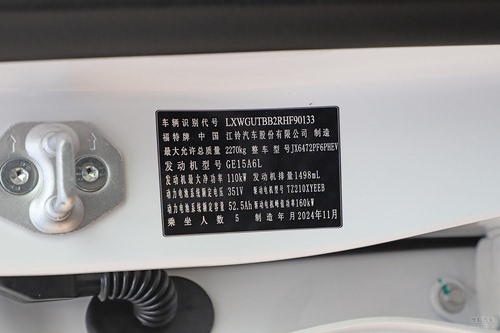 车辆识别代号 LXWGUTBB2RHF90133
福特牌 中国 江铃汽车股份有限公司 制造
最大允许总质量 2270kg 整车型号 JX6472PF6PHEV
发动机型号 GE15A6L
发动机最大净功率 110kW 发动机排量 1498mL
动力电池系统额定电压 351V 驱动电机型号 TZ210XYEEB
动力电池系统额定容量 52.5Ah 驱动电机峰值功率 160kW
乘坐人数 5 制造年月 2024年11月